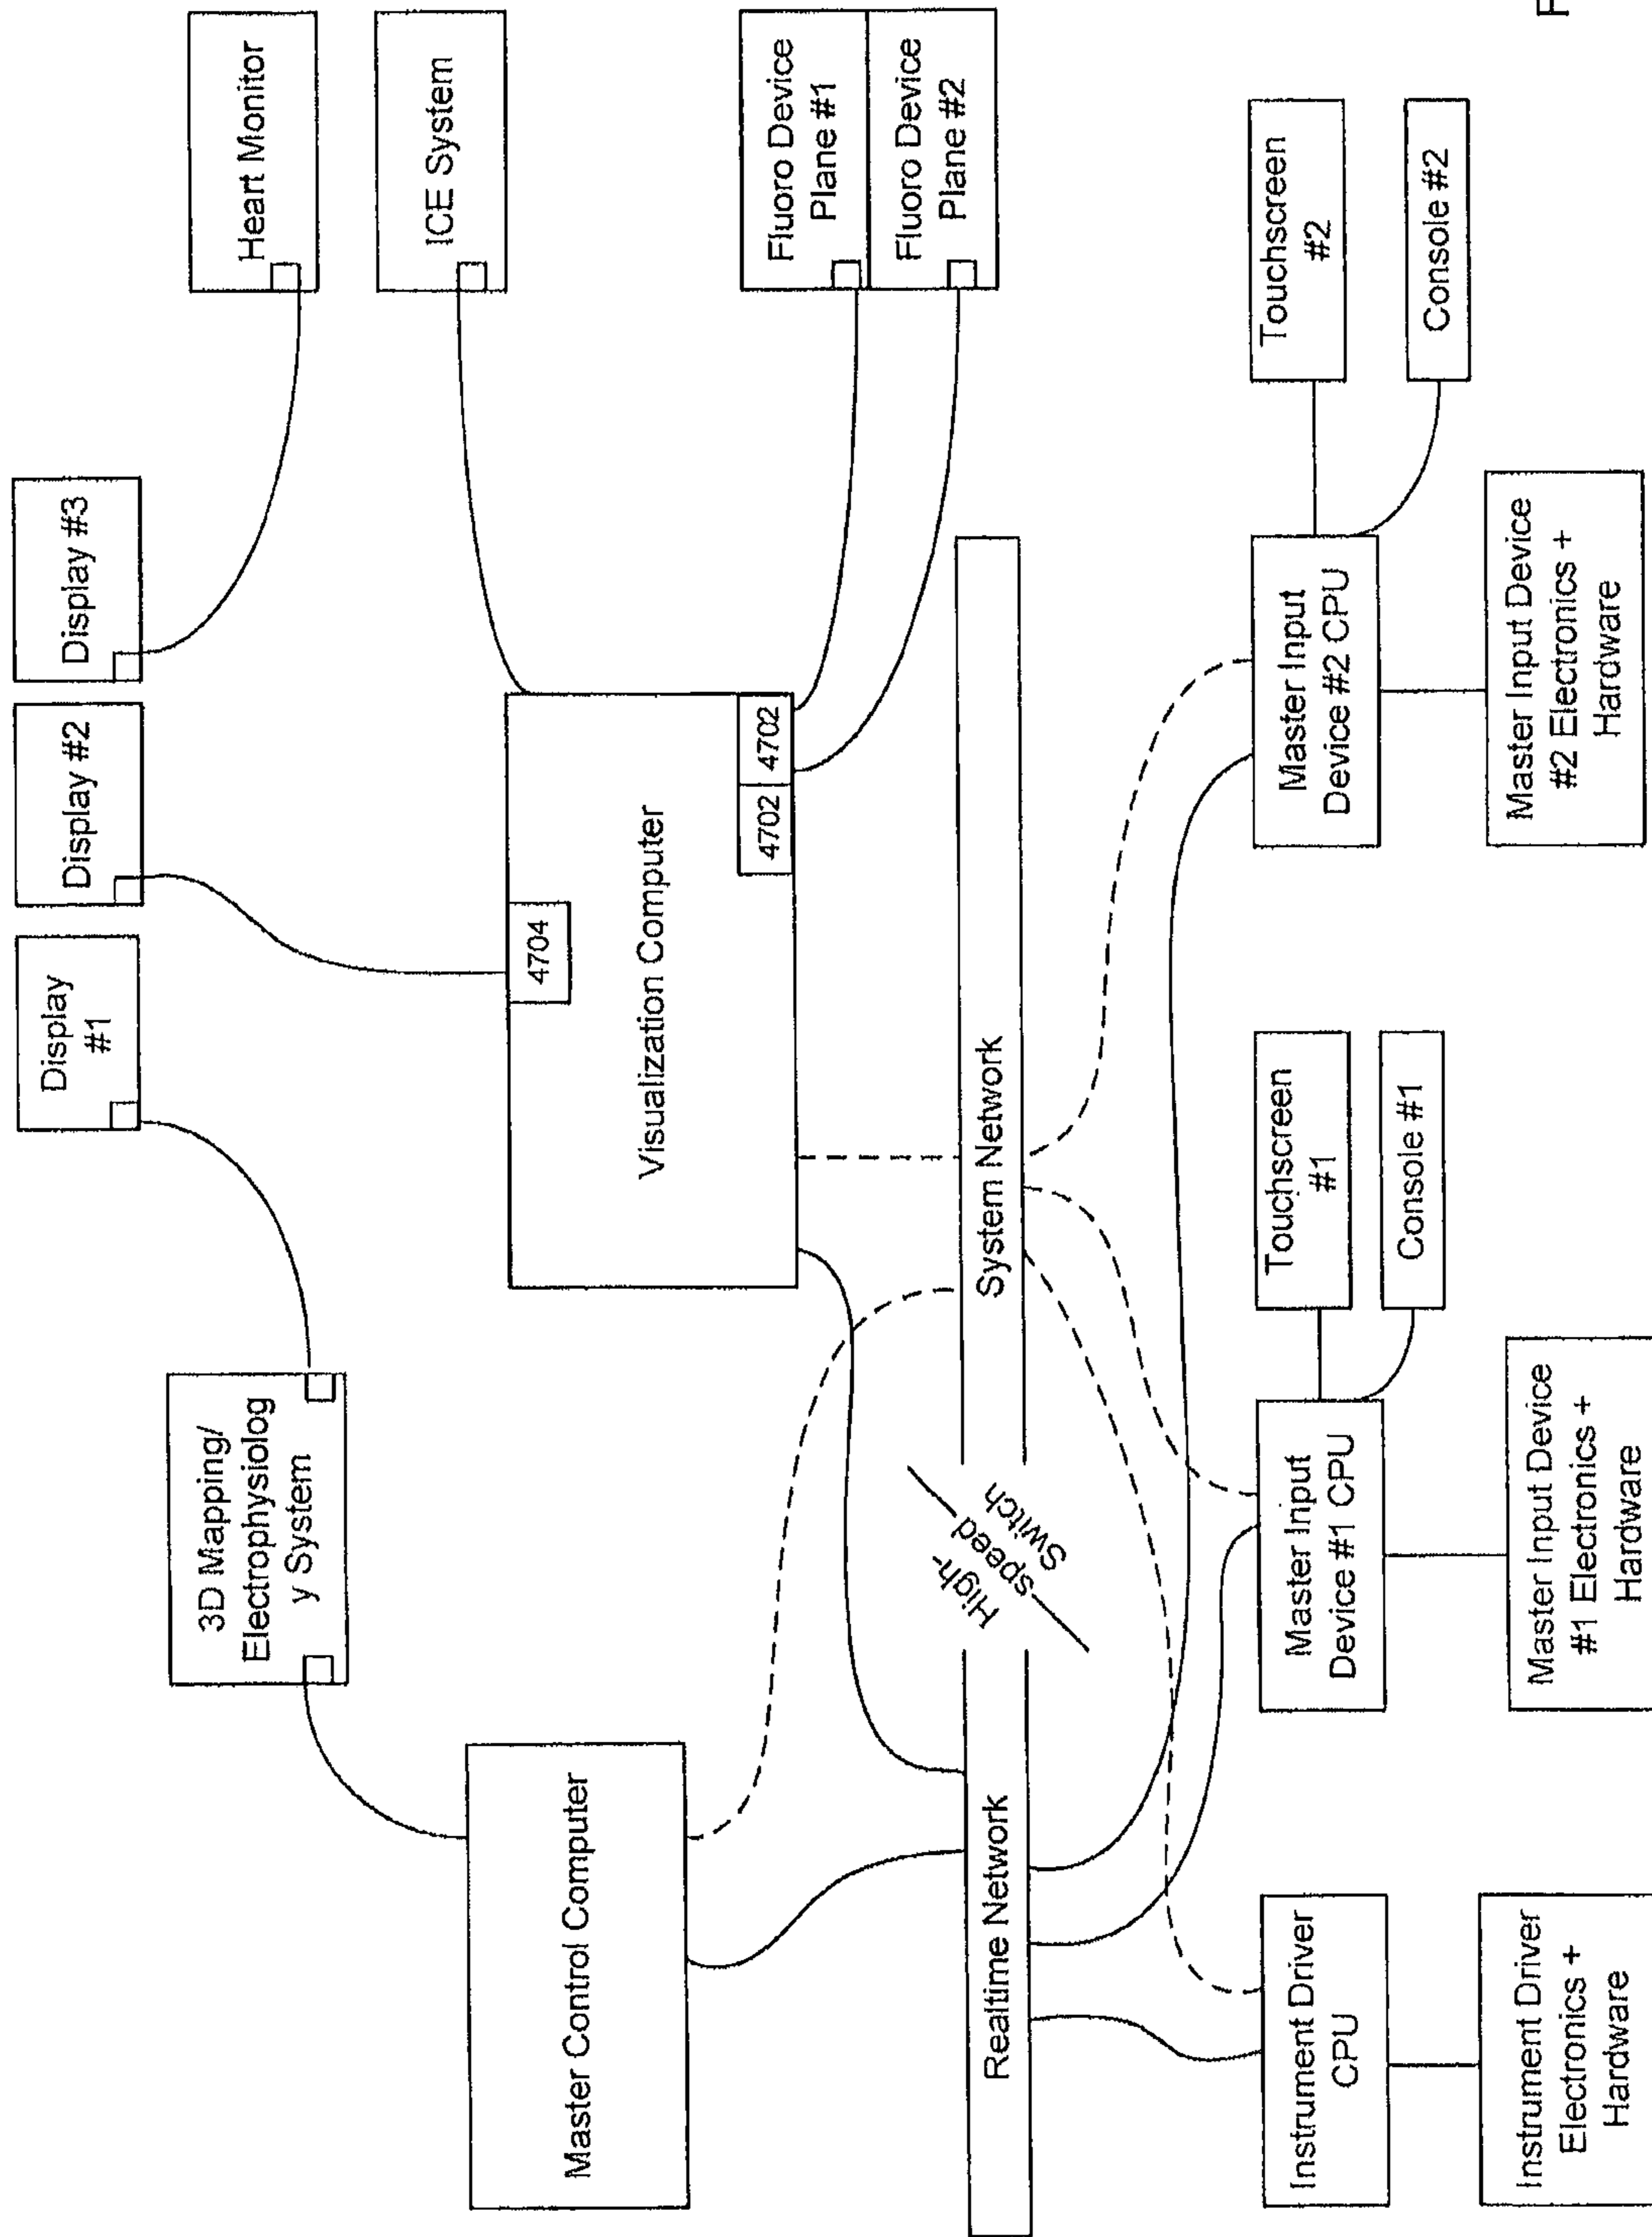 Display
#1
Display #2
Display #3
3D Mapping/
Electrophysiolog
y System
Heart Monitor
ICE System
Master Control Computer
4704
Visualization Computer
4702
4702
Fluoro Device
Plane #1
Fluoro Device
Plane #2
Realtime Network
High-
speed
Switch
System Network
Instrument Driver
CPU
Master Input
Device #1 CPU
Touchscreen
#1
Console #1
Master Input
Device #2 CPU
Touchscreen
#2
Console #2
Instrument Driver
Electronics +
Hardware
Master Input Device
#1 Electronics +
Hardware
Master Input Device
#2 Electronics +
Hardware